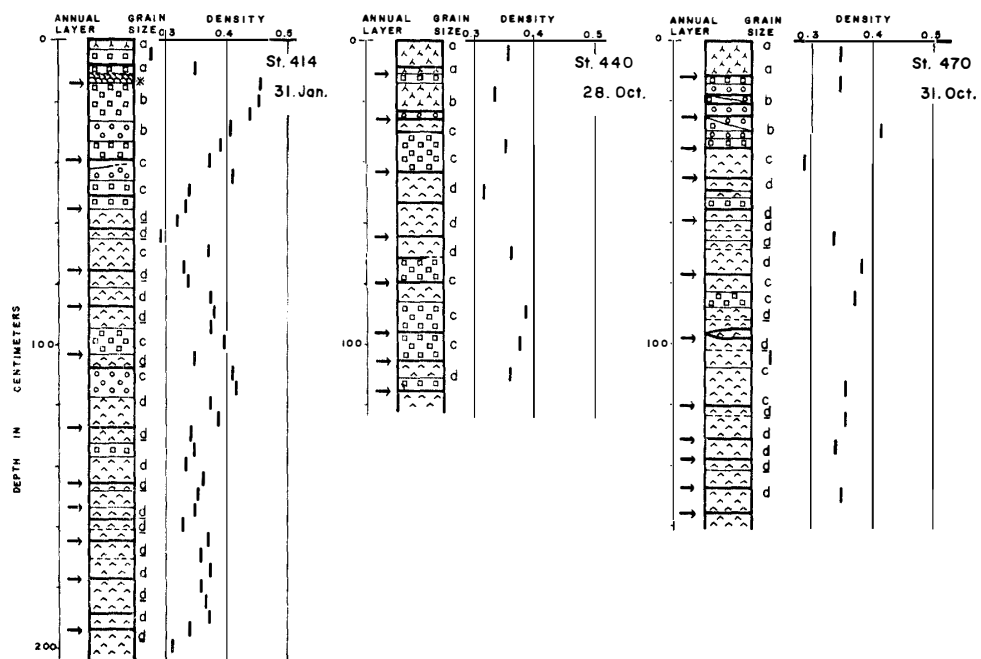 ANNUAL LAYER GRAIN SIZE DENSITY
0 0.3 0.4 0.5
St. 414
31. Jan.
a
a
*
b
b
c
c
d
d
c
d
d
d
c
d
c
d
d
d
d
d
d
d
d
d
d
d
100
200
DEPTH IN CENTIMETERS
ANNUAL LAYER GRAIN SIZE DENSITY
0 0.3 0.4 0.5
St. 440
28. Oct.
a
a
b
c
c
d
d
d
c
c
c
d
100
ANNUAL LAYER GRAIN SIZE DENSITY
0 0.3 0.4 0.5
St. 470
31. Oct.
a
a
b
b
c
d
d
d
d
c
c
d
d
d
c
c
d
d
d
d
d
100